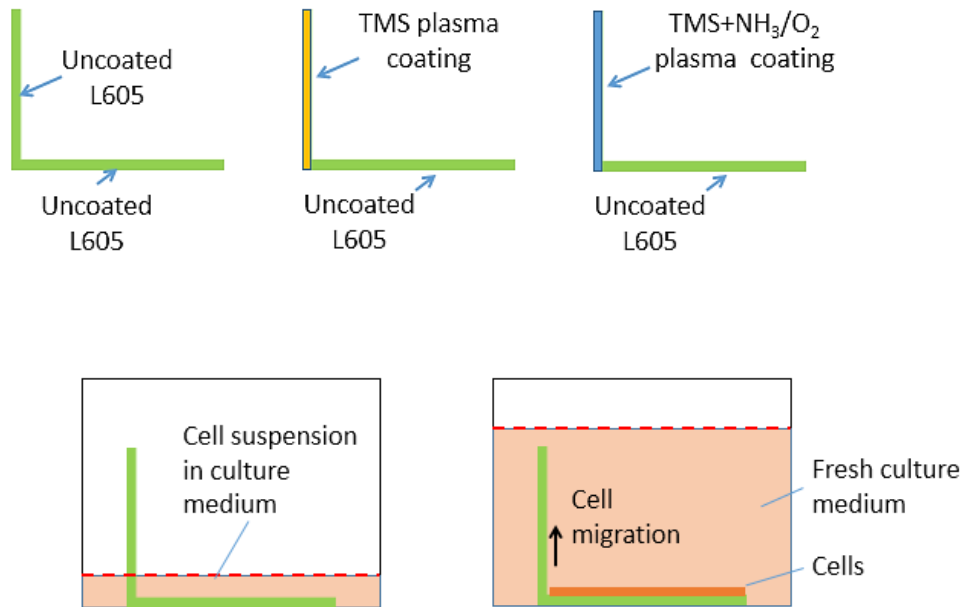 Uncoated
L605
Uncoated
L605
TMS plasma
coating
Uncoated
L605
TMS+NH₃/O₂
plasma coating
Uncoated
L605
Cell suspension
in culture
medium
Cell
migration
Fresh culture
medium
Cells